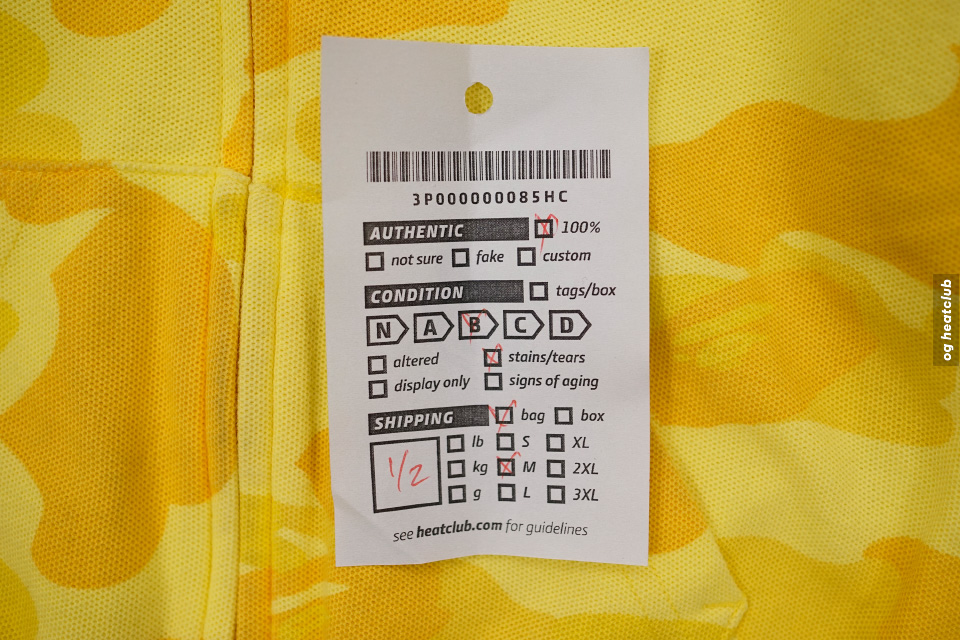 3P000000085HC
AUTHENTIC 100%
not sure fake custom
CONDITION tags/box
N A B C D
altered stains/tears
display only signs of aging
SHIPPING bag box
lb S XL
1/2 kg M 2XL
g L 3XL
see heatclub.com for guidelines
og heatclub